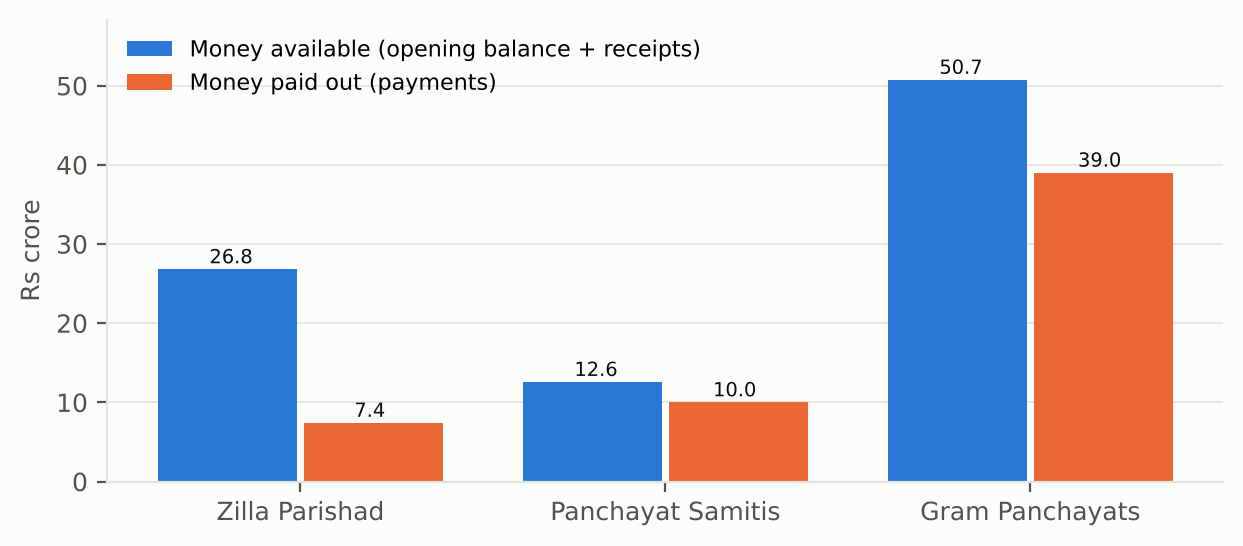 Money available (opening balance + receipts)
Money paid out (payments)
Rs crore
50
40
30
20
10
0
26.8
7.4
12.6
10.0
50.7
39.0
Zilla Parishad
Panchayat Samitis
Gram Panchayats